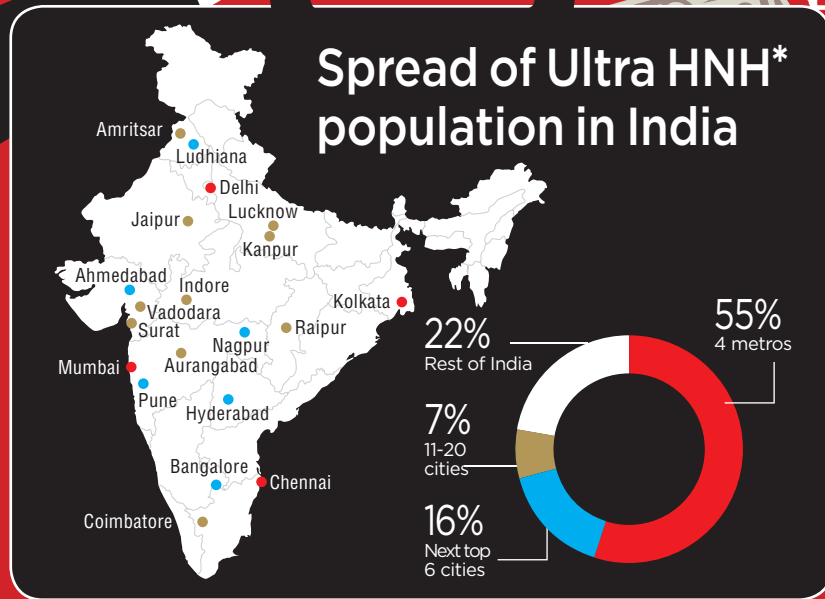 Spread of Ultra HNH*
population in India
Amritsar
Ludhiana
Delhi
Jaipur
Lucknow
Kanpur
Ahmedabad
Indore
Vadodara
Surat
Kolkata
Raipur
Nagpur
Mumbai
Aurangabad
Pune
Hyderabad
Bangalore
Chennai
Coimbatore
55%
4 metros
22%
Rest of India
7%
11-20
cities
16%
Next top
6 cities